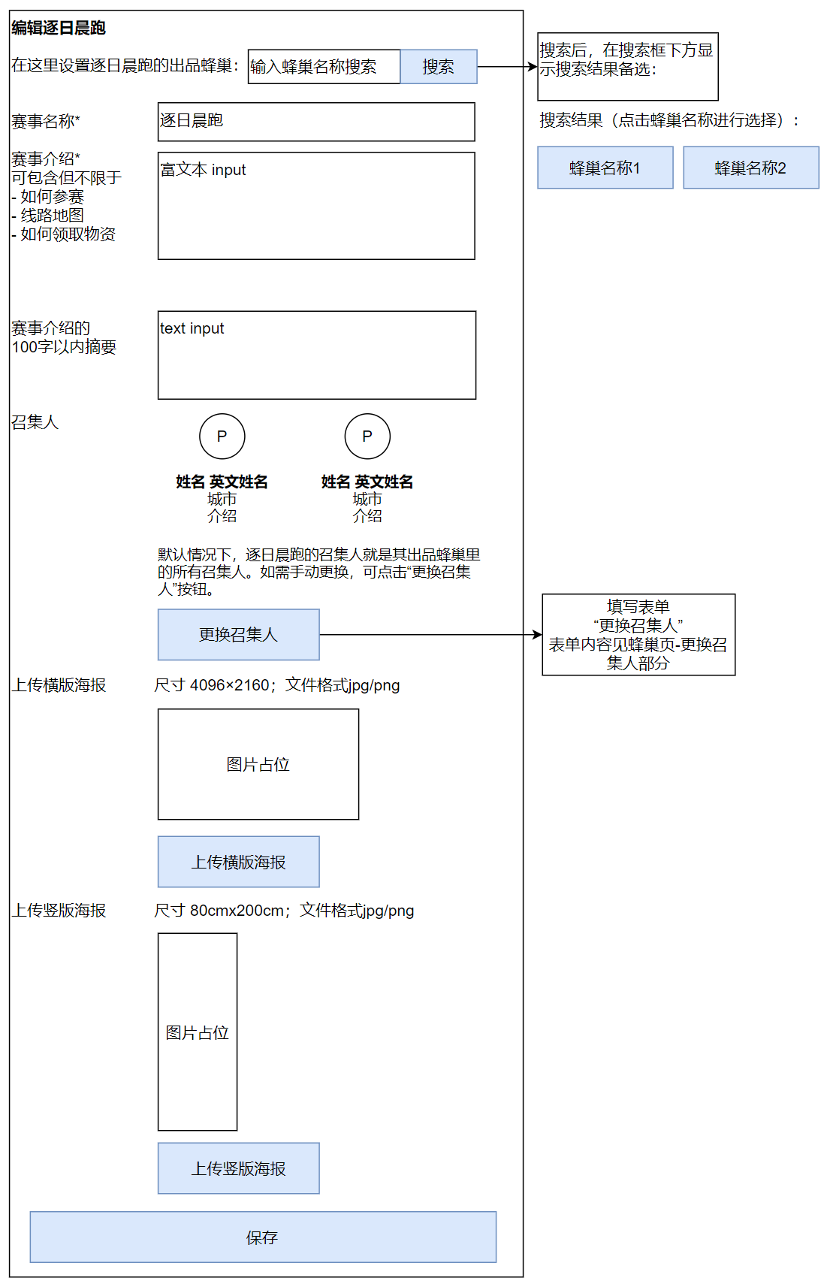 编辑逐日晨跑
在这里设置逐日晨跑的出品蜂巢：
输入蜂巢名称搜索
搜索
搜索后，在搜索框下方显
示搜索结果备选：
搜索结果（点击蜂巢名称进行选择）：
蜂巢名称1
蜂巢名称2
赛事名称*
逐日晨跑
赛事介绍*
可包含但不限于
- 如何参赛
- 线路地图
- 如何领取物资
富文本 input
赛事介绍的
100字以内摘要
text input
召集人
P
P
姓名 英文姓名
城市
介绍
姓名 英文姓名
城市
介绍
默认情况下，逐日晨跑的召集人就是其出品蜂巢里
的所有召集人。如需手动更换，可点击“更换召集
人”按钮。
更换召集人
填写表单
“更换召集人”
表单内容见蜂巢页-更换召
集人部分
上传横版海报
尺寸 4096×2160；文件格式jpg/png
图片占位
上传横版海报
上传竖版海报
尺寸 80cmx200cm；文件格式jpg/png
图片占位
上传竖版海报
保存